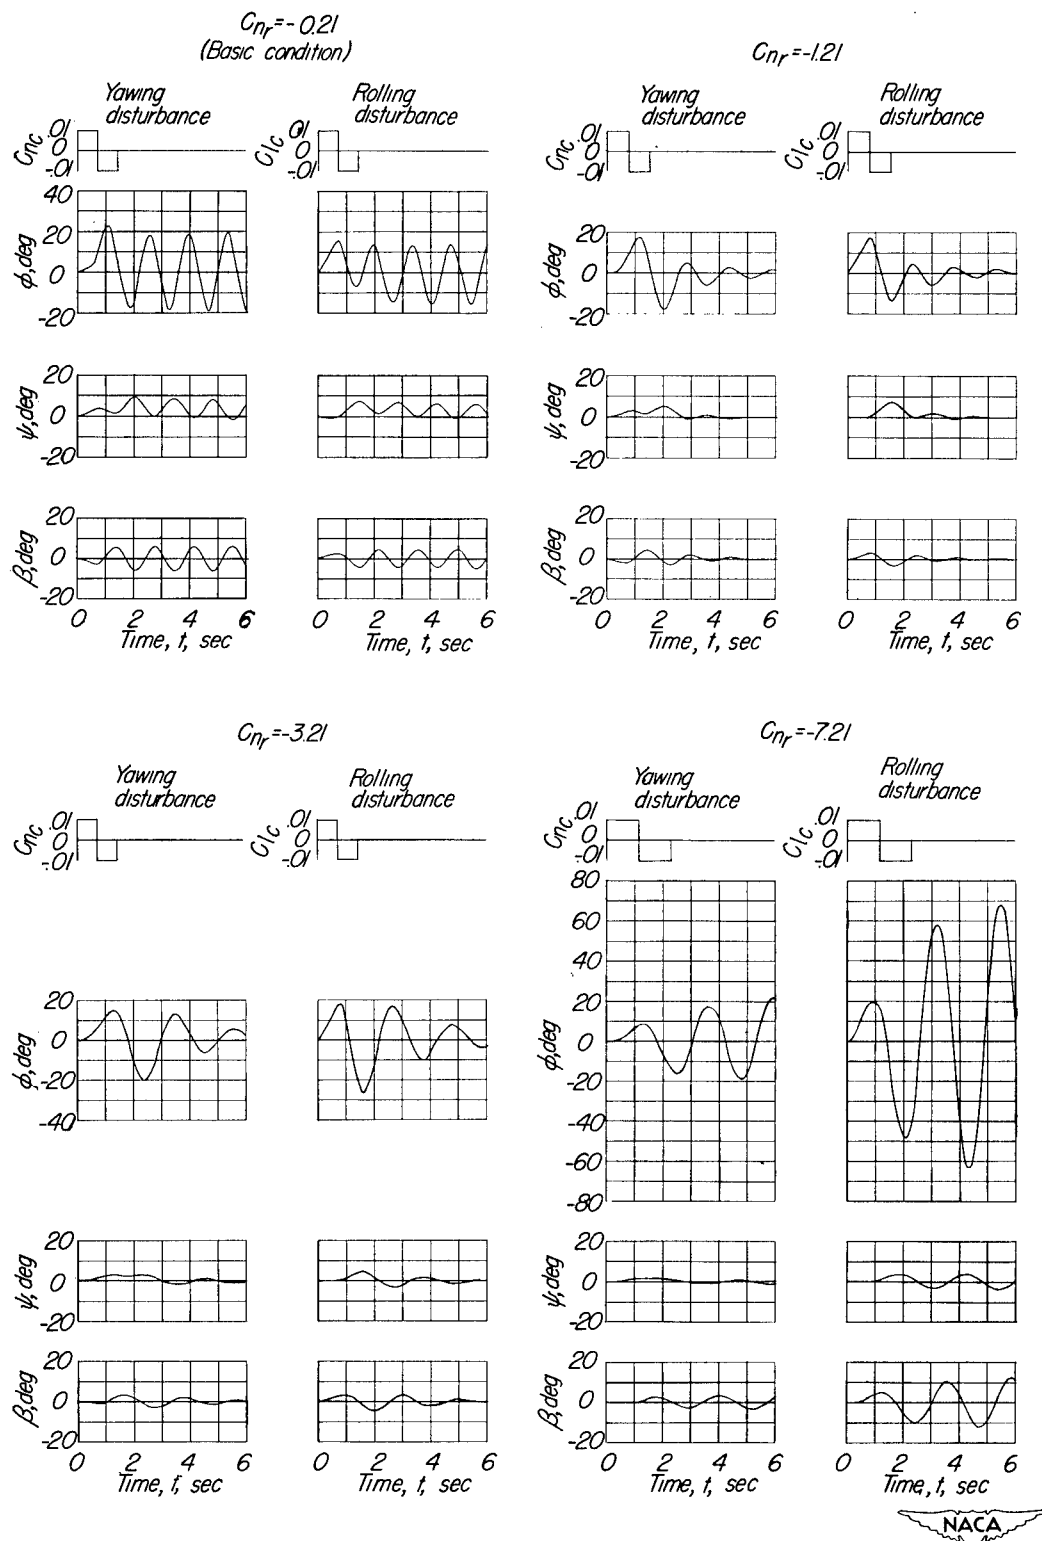 Cnr=-0.21
(Basic condition)
Yawing disturbance
Rolling disturbance
Cnc .01 0 -.01
Clc .01 0 -.01
φ,deg 40 20 0 -20
ψ,deg 20 0 -20
β,deg 20 0 -20
0 2 4 6
Time, t, sec
0 2 4 6
Time, t, sec
Cnr=-1.21
Yawing disturbance
Rolling disturbance
Cnc .01 0 -.01
Clc .01 0 -.01
φ,deg 20 0 -20
ψ,deg 20 0 -20
β,deg 20 0 -20
0 2 4 6
Time, t, sec
0 2 4 6
Time, t, sec
Cnr=-3.21
Yawing disturbance
Rolling disturbance
Cnc .01 0 -.01
Clc .01 0 -.01
φ,deg 20 0 -20 -40
ψ,deg 20 0 -20
β,deg 20 0 -20
0 2 4 6
Time, t, sec
0 2 4 6
Time, t, sec
Cnr=-7.21
Yawing disturbance
Rolling disturbance
Cnc .01 0 -.01
Clc .01 0 -.01
φ,deg 80 60 40 20 0 -20 -40 -60 -80
ψ,deg 20 0 -20
β,deg 20 0 -20
0 2 4 6
Time, t, sec
0 2 4 6
Time, t, sec
NACA